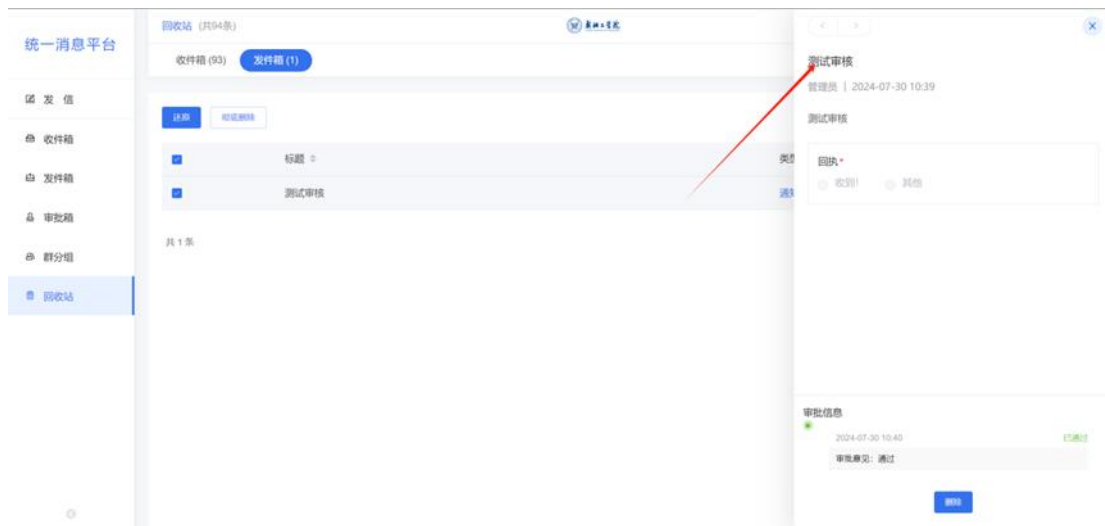 统一消息平台
发 信
收件箱
发件箱
审批箱
群分组
回收站
回收站 (共94条)
收件箱 (93) 发件箱 (1)
还原 彻底删除
标题 类型
测试审核 通知
共 1 条
测试审核
管理员 | 2024-07-30 10:39
测试审核
回执*
收到! 其他
审批信息
2024-07-30 10:40 已通过
审批意见: 通过
删除